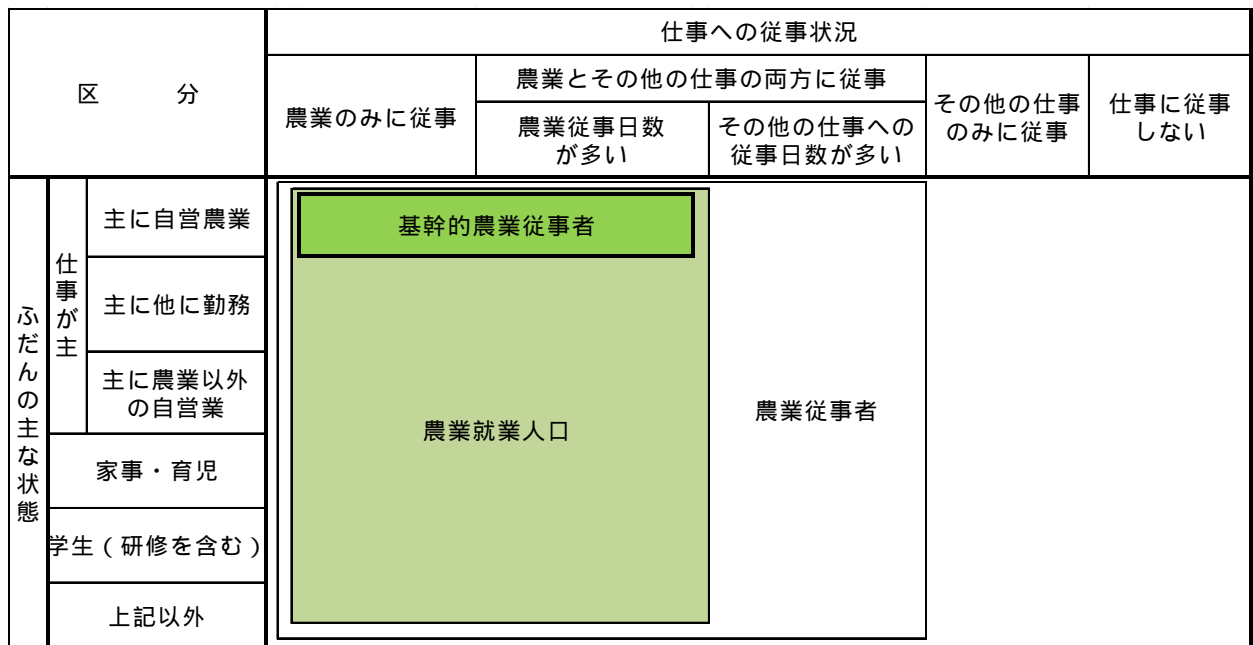 区　　分
仕事への従事状況
農業のみに従事
農業とその他の仕事の両方に従事
農業従事日数
が多い
その他の仕事への
従事日数が多い
その他の仕事
のみに従事
仕事に従事
しない
ふだんの主な状態
仕事が主
主に自営農業
主に他に勤務
主に農業以外
の自営業
家事・育児
学生（研修を含む）
上記以外
基幹的農業従事者
農業就業人口
農業従事者